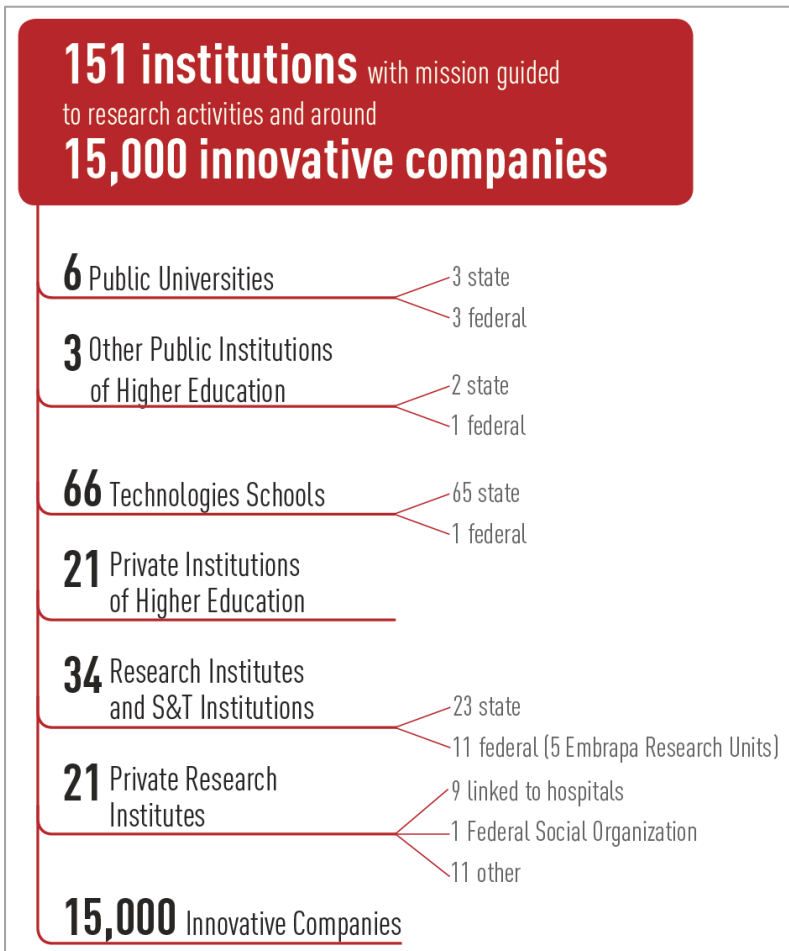 151 institutions with mission guided
to research activities and around
15,000 innovative companies
6 Public Universities
3 state
3 federal
3 Other Public Institutions
of Higher Education
2 state
1 federal
66 Technologies Schools
65 state
1 federal
21 Private Institutions
of Higher Education
34 Research Institutes
and S&T Institutions
23 state
11 federal (5 Embrapa Research Units)
21 Private Research
Institutes
9 linked to hospitals
1 Federal Social Organization
11 other
15,000 Innovative Companies